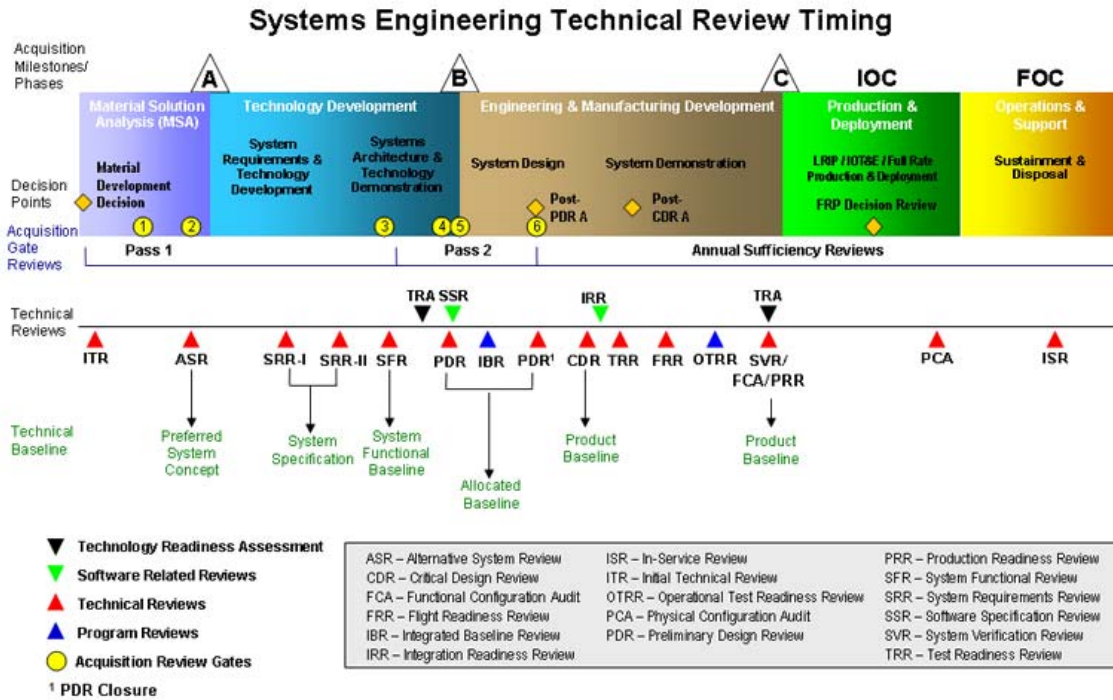 Systems Engineering Technical Review Timing
Acquisition
Milestones/
Phases
A
B
C
IOC
FOC
Material Solution
Analysis (MSA)
Technology Development
Engineering & Manufacturing Development
Production &
Deployment
Operations &
Support
System
Requirements &
Technology
Development
Systems
Architecture &
Technology
Demonstration
System Design
System Demonstration
LRIP / IOT&E / Full Rate
Production & Deployment
Sustainment &
Disposal
Decision
Points
Material
Development
Decision
Post-
PDR A
Post-
CDR A
FRP Decision Review
1
2
3
4
5
6
Acquisition
Gate
Reviews
Pass 1
Pass 2
Annual Sufficiency Reviews
Technical
Reviews
TRA
SSR
IRR
TRA
ITR
ASR
SRR-I
SRR-II
SFR
PDR
IBR
PDR¹
CDR
TRR
FRR
OTRR
SVR/
FCA/PRR
PCA
ISR
Technical
Baseline
Preferred
System
Concept
System
Specification
System
Functional
Baseline
Allocated
Baseline
Product
Baseline
Product
Baseline
Technology Readiness Assessment
Software Related Reviews
Technical Reviews
Program Reviews
Acquisition Review Gates
¹ PDR Closure
ASR – Alternative System Review
CDR – Critical Design Review
FCA – Functional Configuration Audit
FRR – Flight Readiness Review
IBR – Integrated Baseline Review
IRR – Integration Readiness Review
ISR – In-Service Review
ITR – Initial Technical Review
OTRR – Operational Test Readiness Review
PCA – Physical Configuration Audit
PDR – Preliminary Design Review
PRR – Production Readiness Review
SFR – System Functional Review
SRR – System Requirements Review
SSR – Software Specification Review
SVR – System Verification Review
TRR – Test Readiness Review